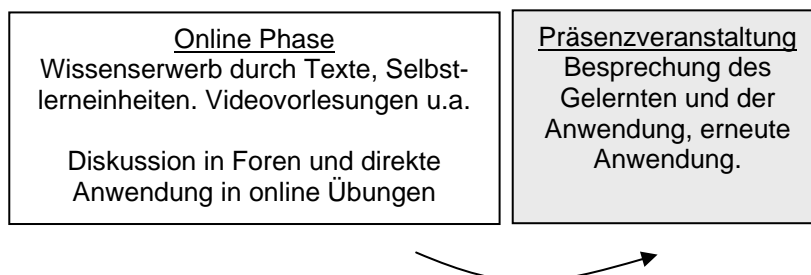 Online Phase
Wissenserwerb durch Texte, Selbst-
lerneinheiten. Videovorlesungen u.a.
Diskussion in Foren und direkte
Anwendung in online Übungen
Präsenzveranstaltung
Besprechung des
Gelernten und der
Anwendung, erneute
Anwendung.